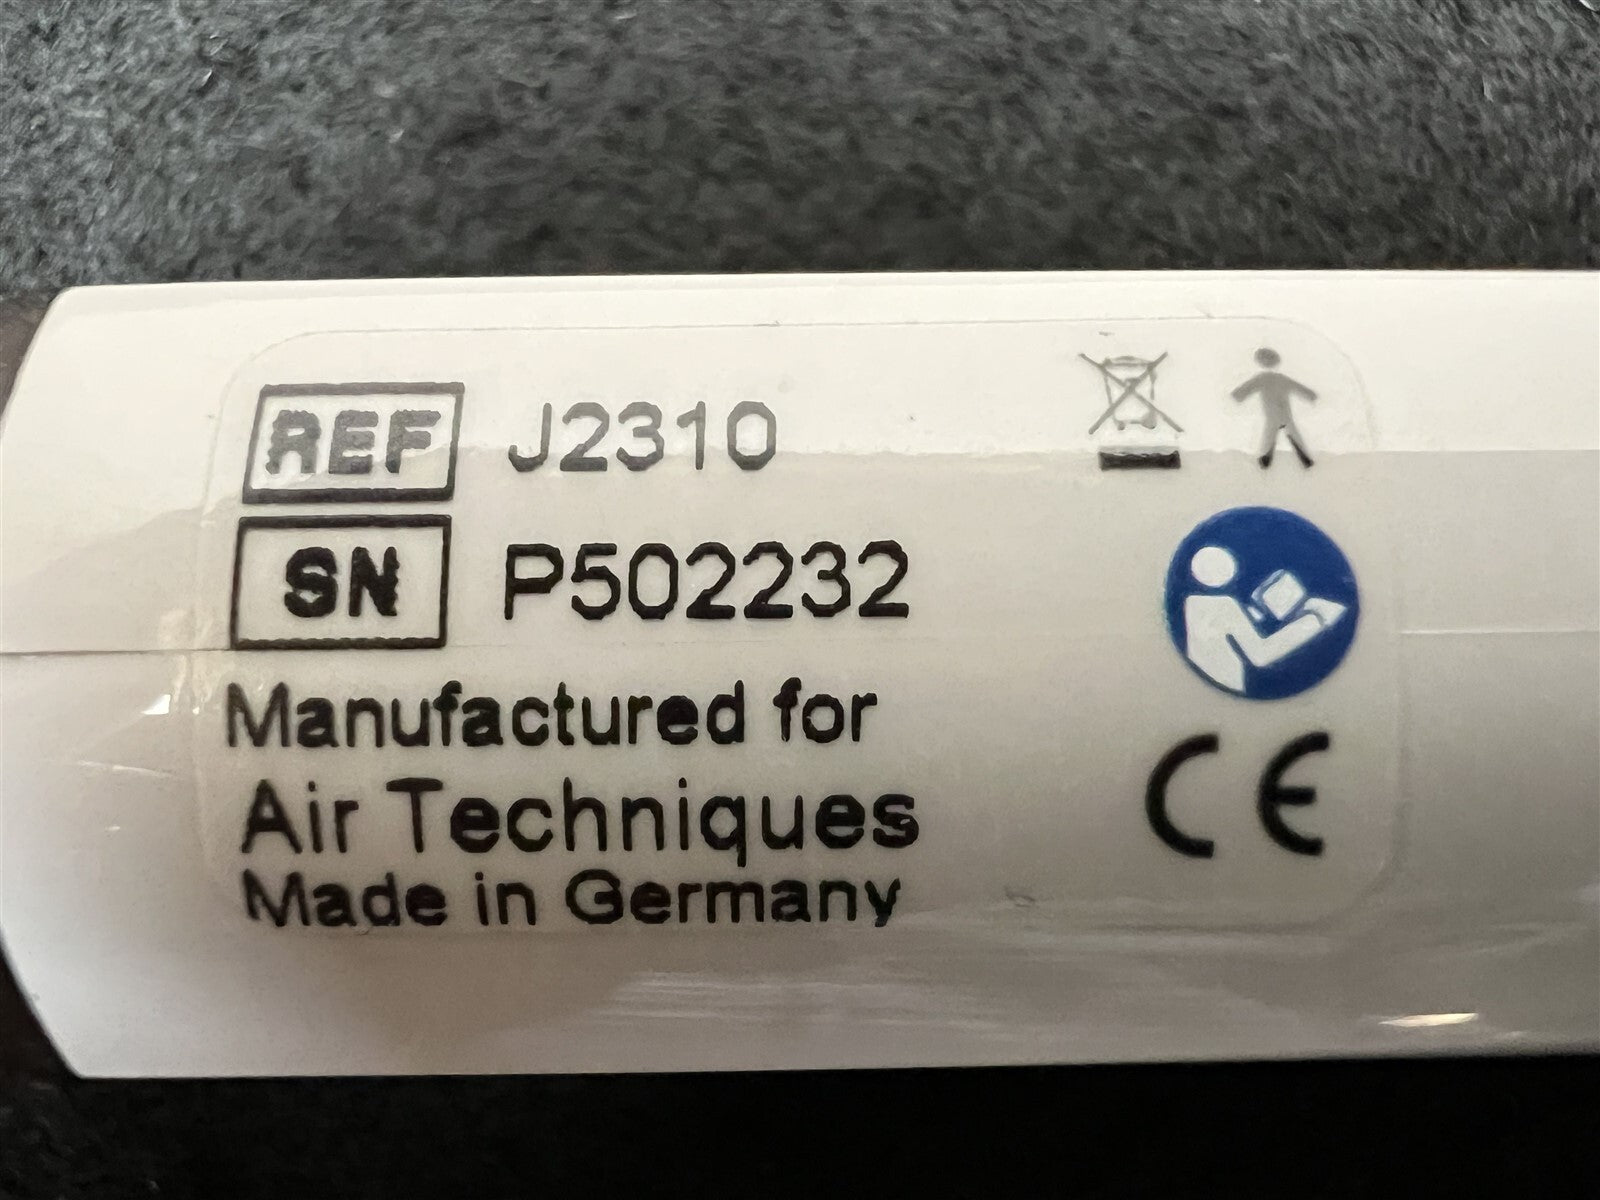 REF J2310
SN P502232
Manufactured for
Air Techniques
Made in Germany
CE